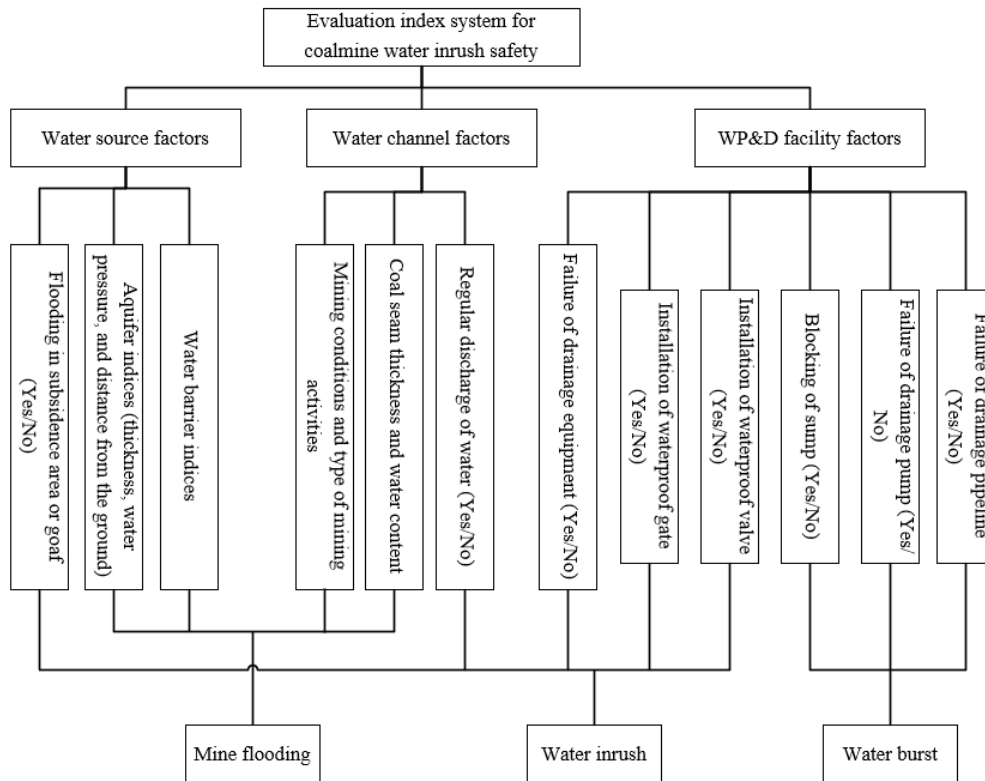 Evaluation index system for
coalmine water inrush safety
Water source factors
Water channel factors
WP&D facility factors
Flooding in subsidence area or goaf
(Yes/No)
Aquifer indices (thickness, water
pressure, and distance from the ground)
Water barrier indices
Mining conditions and type of mining
activities
Coal seam thickness and water content
Regular discharge of water (Yes/No)
Failure of drainage equipment (Yes/No)
Installation of waterproof gate
(Yes/No)
Installation of waterproof valve
(Yes/No)
Blocking of sump (Yes/No)
Failure of drainage pump (Yes/
No)
Failure of drainage pipeline
(Yes/No)
Mine flooding
Water inrush
Water burst